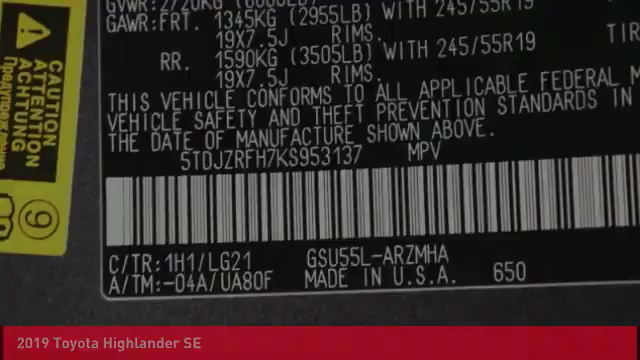 GAWR:FRT. 1345KG (2955LB) WITH 245/55R19
19X7.5J RIMS.
RR. 1590KG (3505LB) WITH 245/55R19
19X7.5J RIMS.
THIS VEHICLE CONFORMS TO ALL APPLICABLE FEDERAL M
VEHICLE SAFETY AND THEFT PREVENTION STANDARDS IN
THE DATE OF MANUFACTURE SHOWN ABOVE.
5TDJZRFH7KS953137 MPV
C/TR:1H1/LG21 GSU55L-ARZMHA
A/TM:-04A/UA80F MADE IN U.S.A. 650
CAUTION
ATTENTION
ACHTUNG
9
2019 Toyota Highlander SE